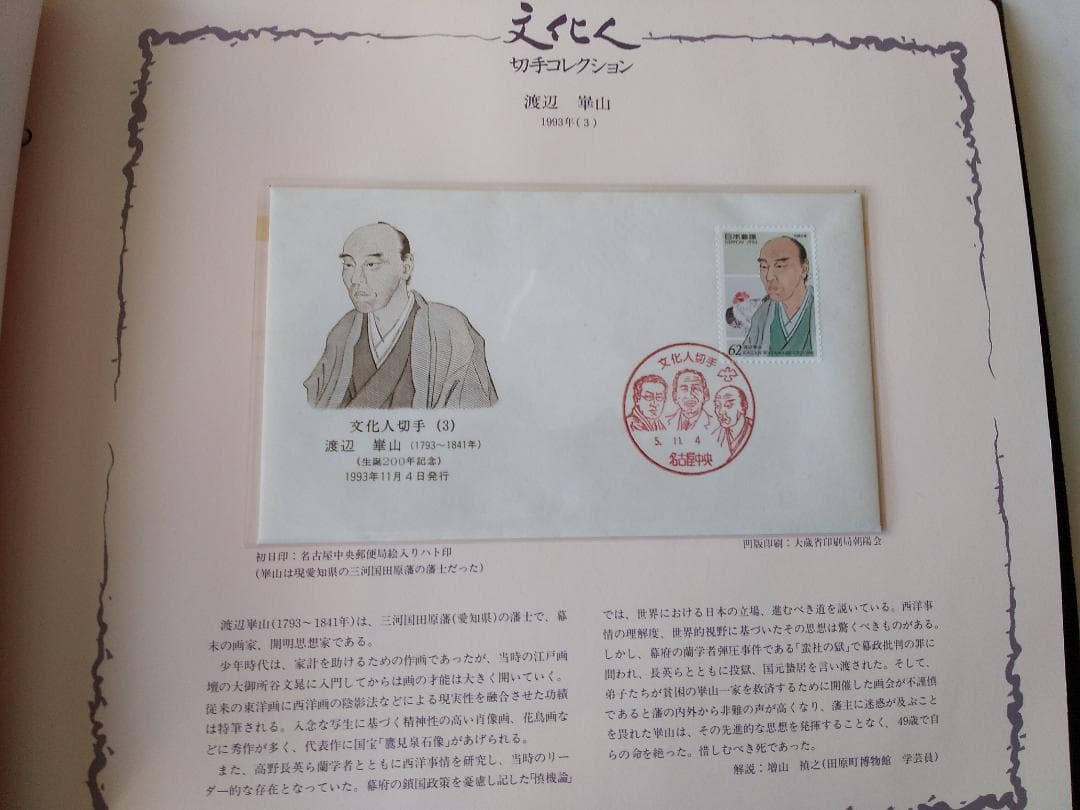 文化人
切手コレクション
渡辺 崋山
1993年(3)
日本郵便
NIPPON 1993
62
文化人切手
5. 11. 4
名古屋中央
文化人切手 (3)
渡辺 崋山 (1793〜1841年)
(生誕200年記念)
1993年11月4日発行
初日印：名古屋中央郵便局絵入りハト印
(崋山は現愛知県の三河国田原藩の藩士だった)
凹版印刷：大蔵省印刷局朝陽会
渡辺崋山(1793〜1841年)は、三河国田原藩(愛知県)の藩士で、幕
末の画家、開明思想家である。
少年時代は、家計を助けるための作画であったが、当時の江戸画
壇の大御所谷文晁に入門してからは画の才能は大きく開いていく。
従来の東洋画に西洋画の陰影法などによる現実性を融合させた功績
は特筆される。入念な写生に基づく精神性の高い肖像画、花鳥画な
どに秀作が多く、代表作に国宝「鷹見泉石像」があげられる。
また、高野長英ら蘭学者とともに西洋事情を研究し、当時のリー
ダー的な存在となっていた。幕府の鎖国政策を憂慮し記した「慎機論」
では、世界における日本の立場、進むべき道を説いている。西洋事
情の理解度、世界的視野に基づいたその思想は驚くべきものがある。
しかし、幕府の蘭学者弾圧事件である「蛮社の獄」で幕政批判の罪に
問われ、長英らとともに投獄、国元蟄居を言い渡された。そして、
弟子たちが貧困の崋山一家を救済するために開催した画会が不謹慎
であると藩の内外から非難の声が高くなり、藩主に迷惑が及ぶこと
を畏れた崋山は、その先進的な思想を発揮することなく、49歳で自
らの命を絶った。惜しむべき死であった。
解説：増山 禎之(田原町博物館 学芸員)